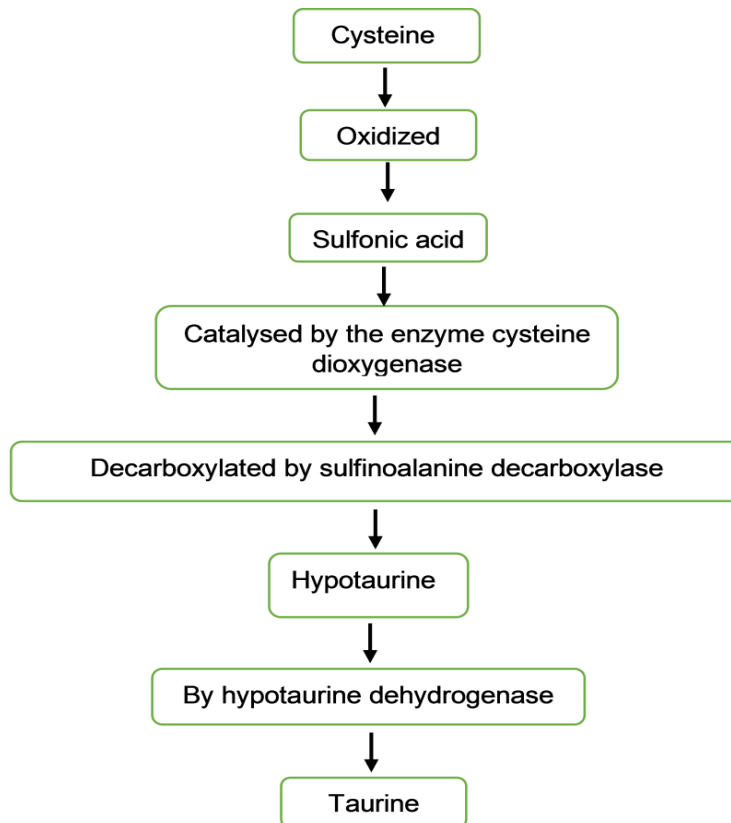 Cysteine
Oxidized
Sulfonic acid
Catalysed by the enzyme cysteine
dioxygenase
Decarboxylated by sulfinoalanine decarboxylase
Hypotaurine
By hypotaurine dehydrogenase
Taurine